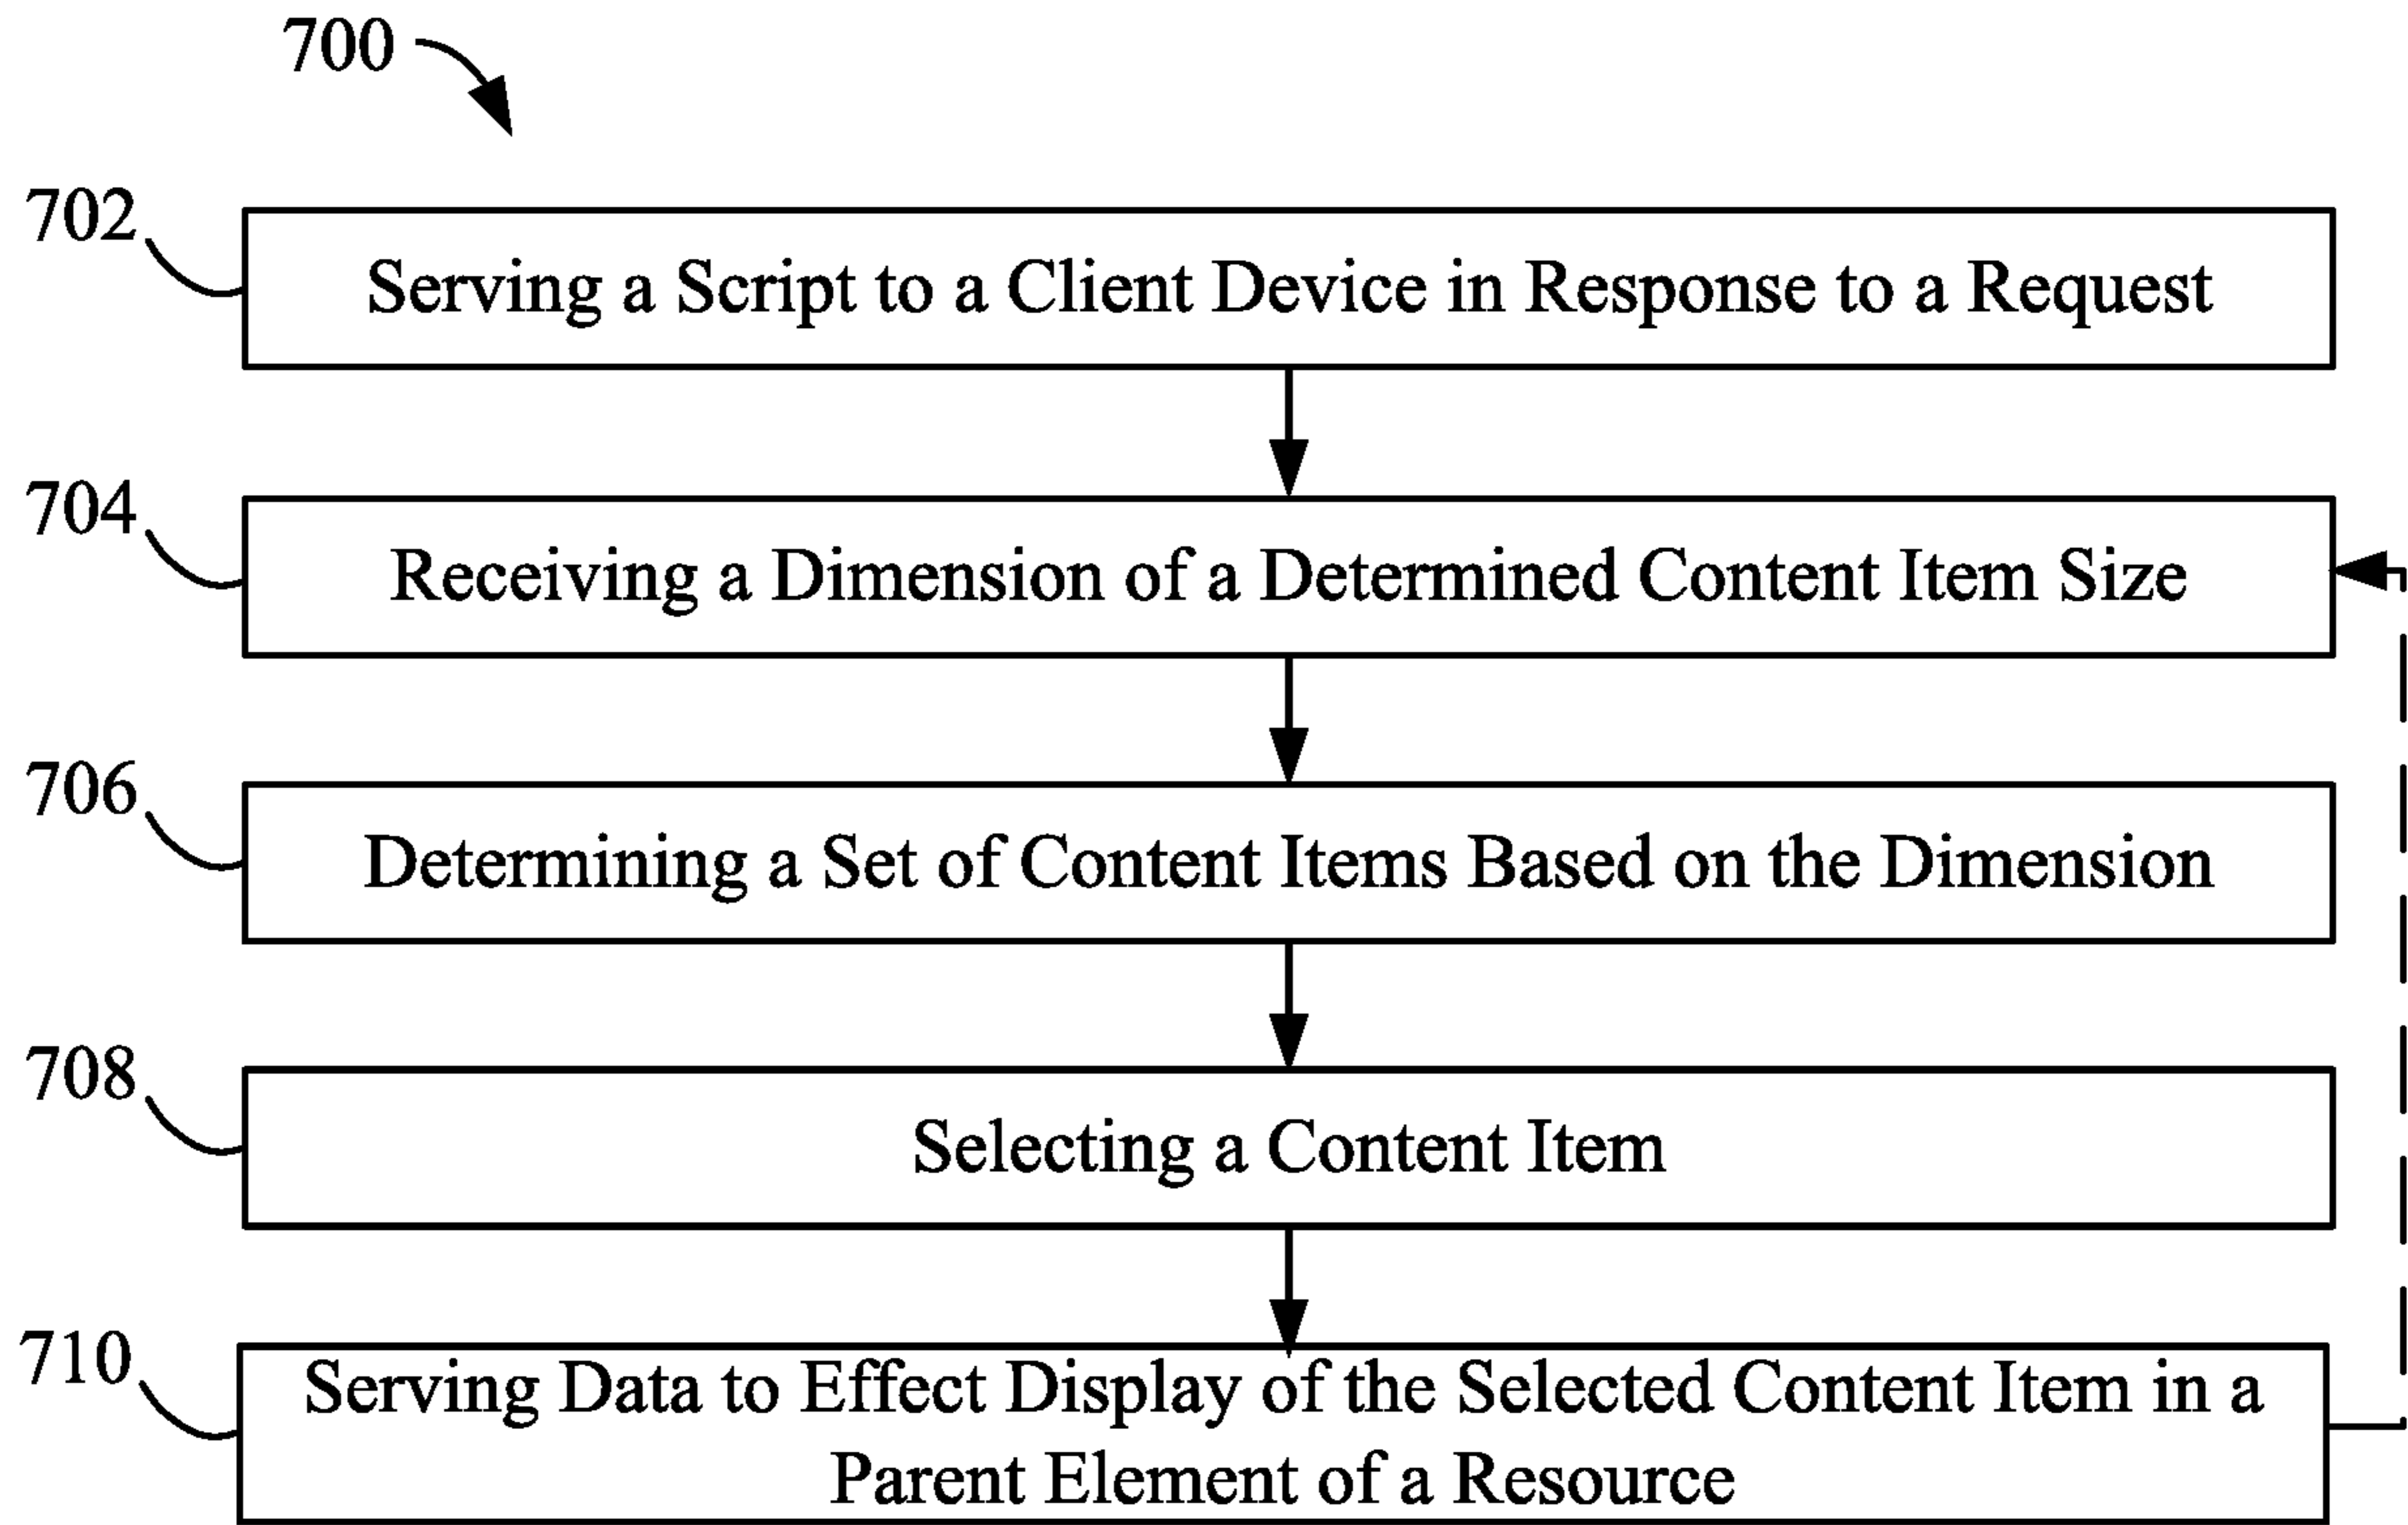 700
702
Serving a Script to a Client Device in Response to a Request
704
Receiving a Dimension of a Determined Content Item Size
706
Determining a Set of Content Items Based on the Dimension
708
Selecting a Content Item
710
Serving Data to Effect Display of the Selected Content Item in a
Parent Element of a Resource